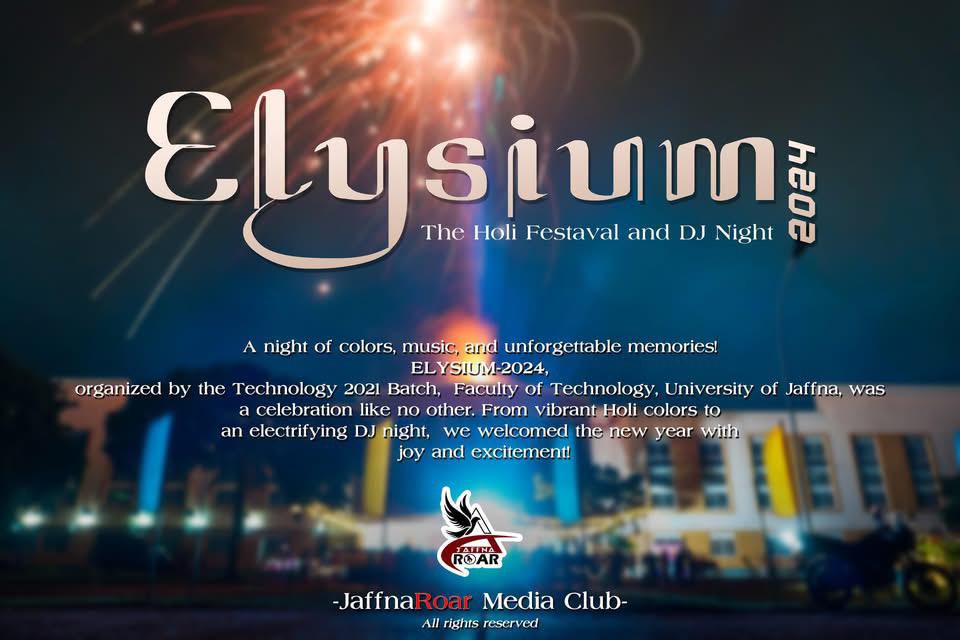 Elysium
2024
The Holi Festaval and DJ Night
A night of colors, music, and unforgettable memories!
ELYSIUM-2024,
organized by the Technology 2021 Batch, Faculty of Technology, University of Jaffna, was
a celebration like no other. From vibrant Holi colors to
an electrifying DJ night, we welcomed the new year with
joy and excitement!
JAFFNA
ROAR
-JaffnaRoar Media Club-
All rights reserved